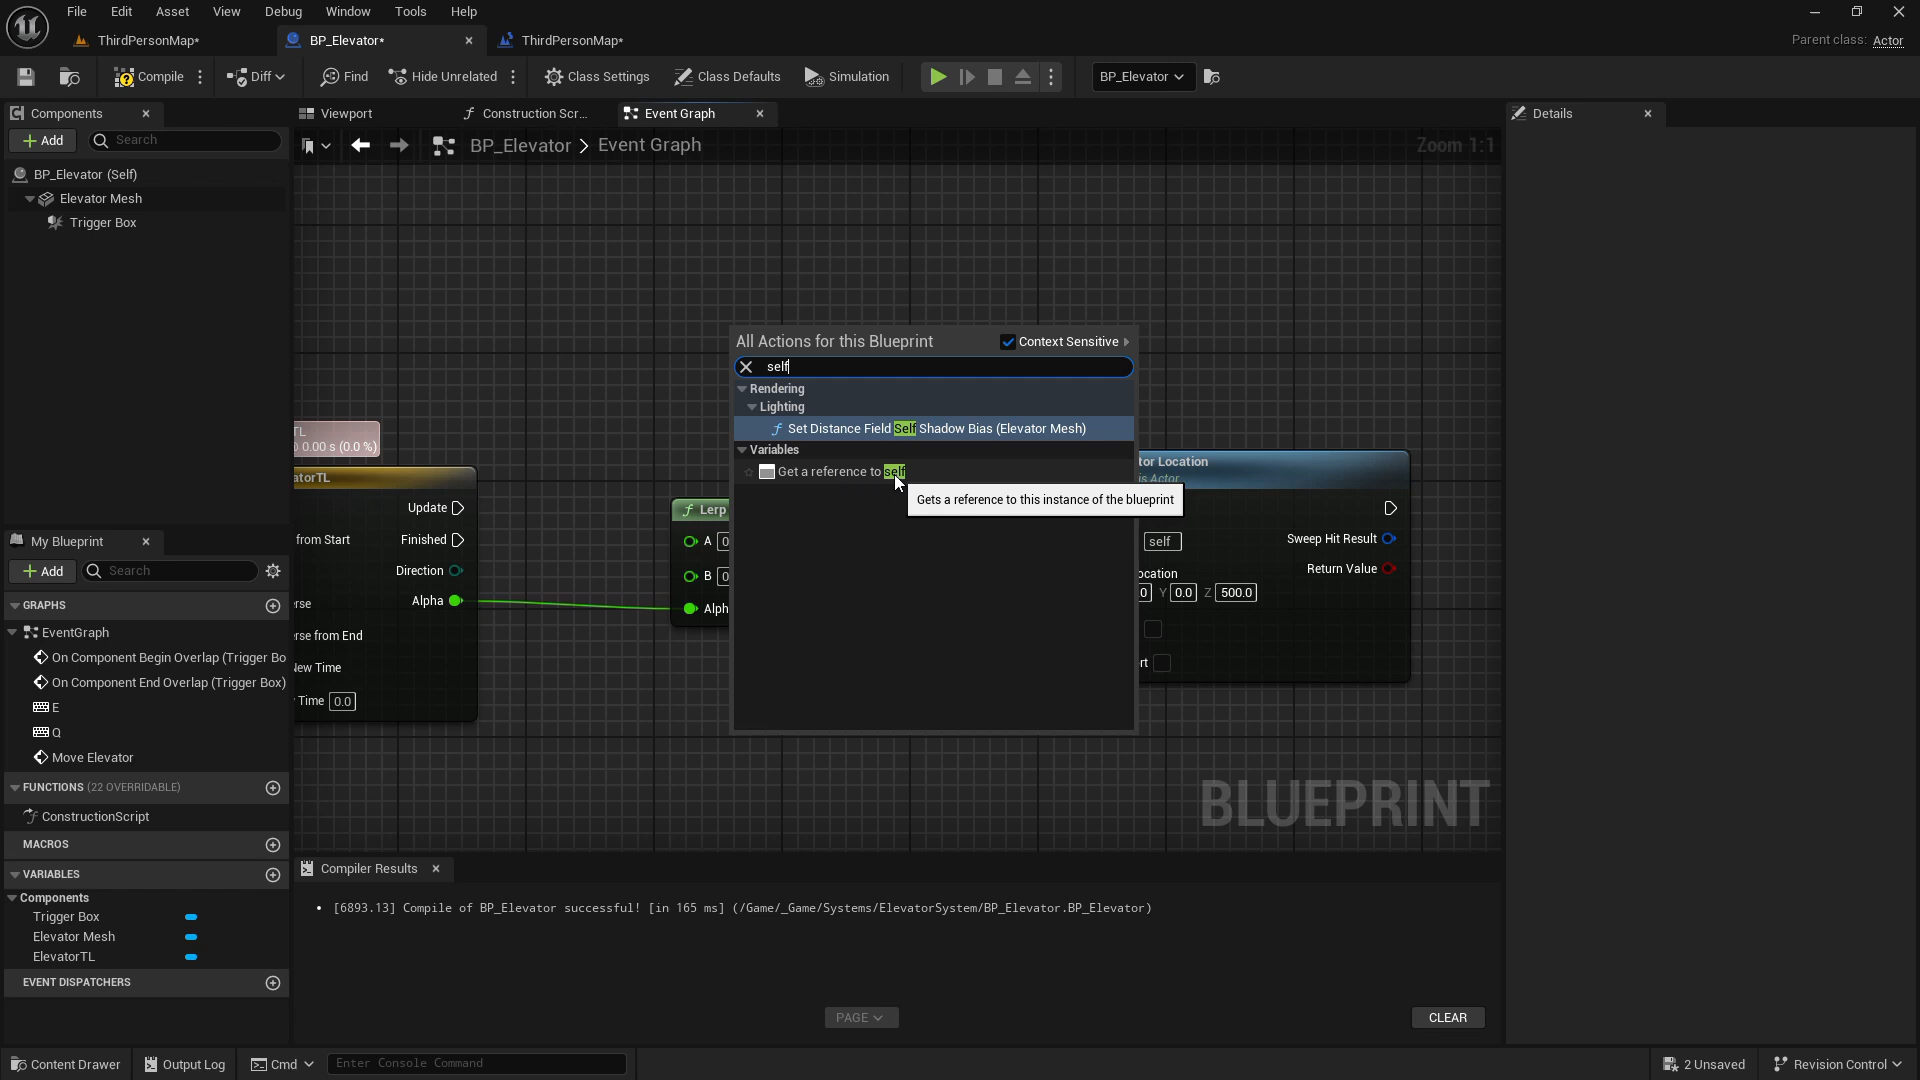 File Edit Asset View Debug Window Tools Help
ThirdPersonMap* BP_Elevator* ThirdPersonMap*
Parent class: Actor
Compile Diff Find Hide Unrelated Class Settings Class Defaults Simulation BP_Elevator
Components
Add Search
BP_Elevator (Self)
Elevator Mesh
Trigger Box
My Blueprint
Add Search
GRAPHS
EventGraph
On Component Begin Overlap (Trigger Bo
On Component End Overlap (Trigger Box)
E
Q
Move Elevator
FUNCTIONS (22 OVERRIDABLE)
ConstructionScript
MACROS
VARIABLES
Components
Trigger Box
Elevator Mesh
ElevatorTL
EVENT DISPATCHERS
Viewport Construction Scr... Event Graph
BP_Elevator > Event Graph
Zoom 1:1
TL
0.00 s (0.0 %)
atorTL
Update
from Start Finished
Direction
rse Alpha
rse from End
New Time
Time 0.0
Lerp
A 0
B 0
Alph
All Actions for this Blueprint Context Sensitive
self
Rendering
Lighting
Set Distance Field Self Shadow Bias (Elevator Mesh)
Variables
Get a reference to self
Gets a reference to this instance of the blueprint
tor Location
is Actor
self Sweep Hit Result
Return Value
ocation
0 Y 0.0 Z 500.0
rt
BLUEPRINT
Compiler Results
[6893.13] Compile of BP_Elevator successful! [in 165 ms] (/Game/_Game/Systems/ElevatorSystem/BP_Elevator.BP_Elevator)
PAGE CLEAR
Details
Content Drawer Output Log Cmd Enter Console Command 2 Unsaved Revision Control